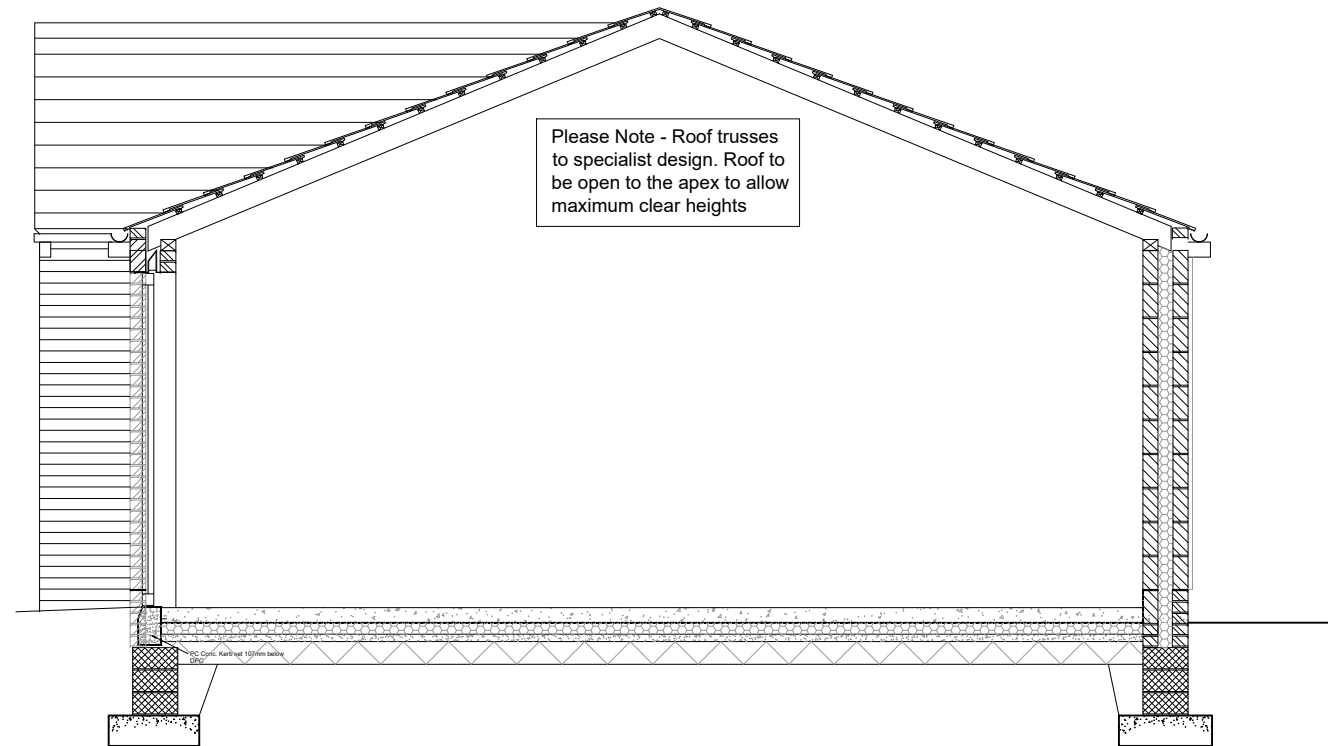 Please Note - Roof trusses
to specialist design. Roof to
be open to the apex to allow
maximum clear heights
PC Conc. Kerb set 107mm below
DPC